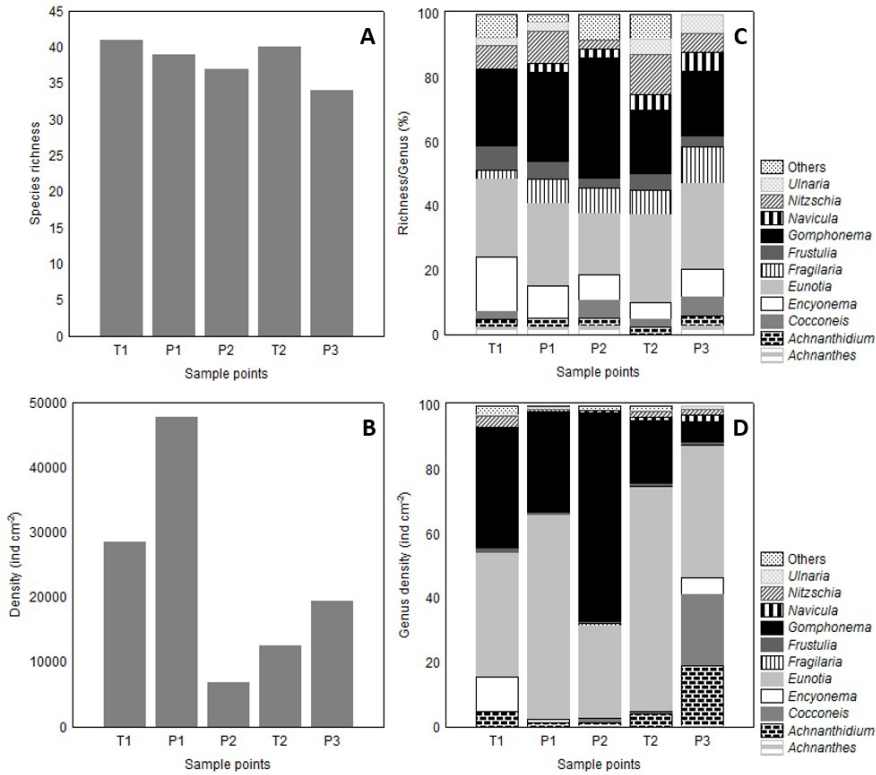 A
45
40
35
30
25
20
15
10
5
0
Species richness
T1 P1 P2 T2 P3
Sample points
C
100
80
60
40
20
0
Richness/Genus (%)
T1 P1 P2 T2 P3
Sample points
Others
Ulnaria
Nitzschia
Navicula
Gomphonema
Frustulia
Fragilaria
Eunotia
Encyonema
Cocconeis
Achnanthidium
Achnanthes
B
50000
40000
30000
20000
10000
0
Density (ind cm⁻²)
T1 P1 P2 T2 P3
Sample points
D
100
80
60
40
20
0
Genus density (ind cm⁻²)
T1 P1 P2 T2 P3
Sample points
Others
Ulnaria
Nitzschia
Navicula
Gomphonema
Frustulia
Fragilaria
Eunotia
Encyonema
Cocconeis
Achnanthidium
Achnanthes